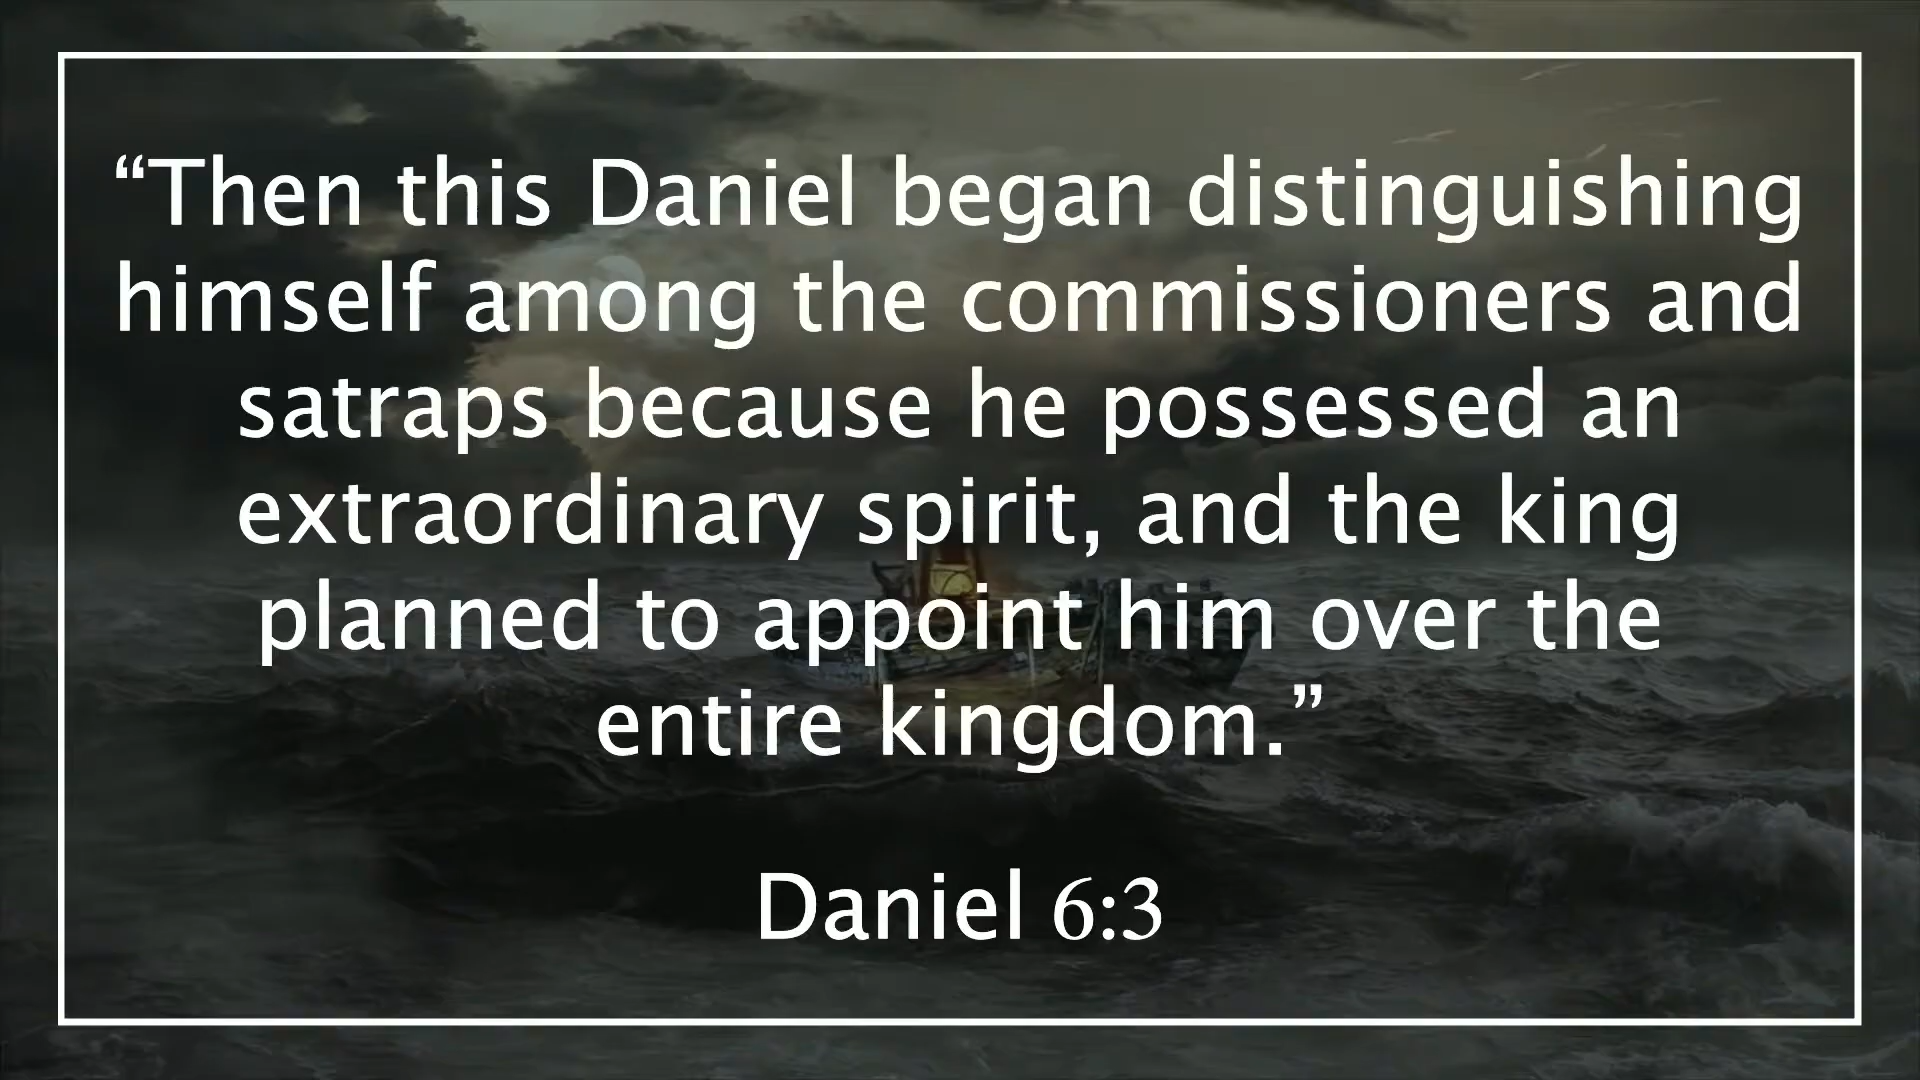 “Then this Daniel began distinguishing
himself among the commissioners and
satraps because he possessed an
extraordinary spirit, and the king
planned to appoint him over the
entire kingdom.”
Daniel 6:3